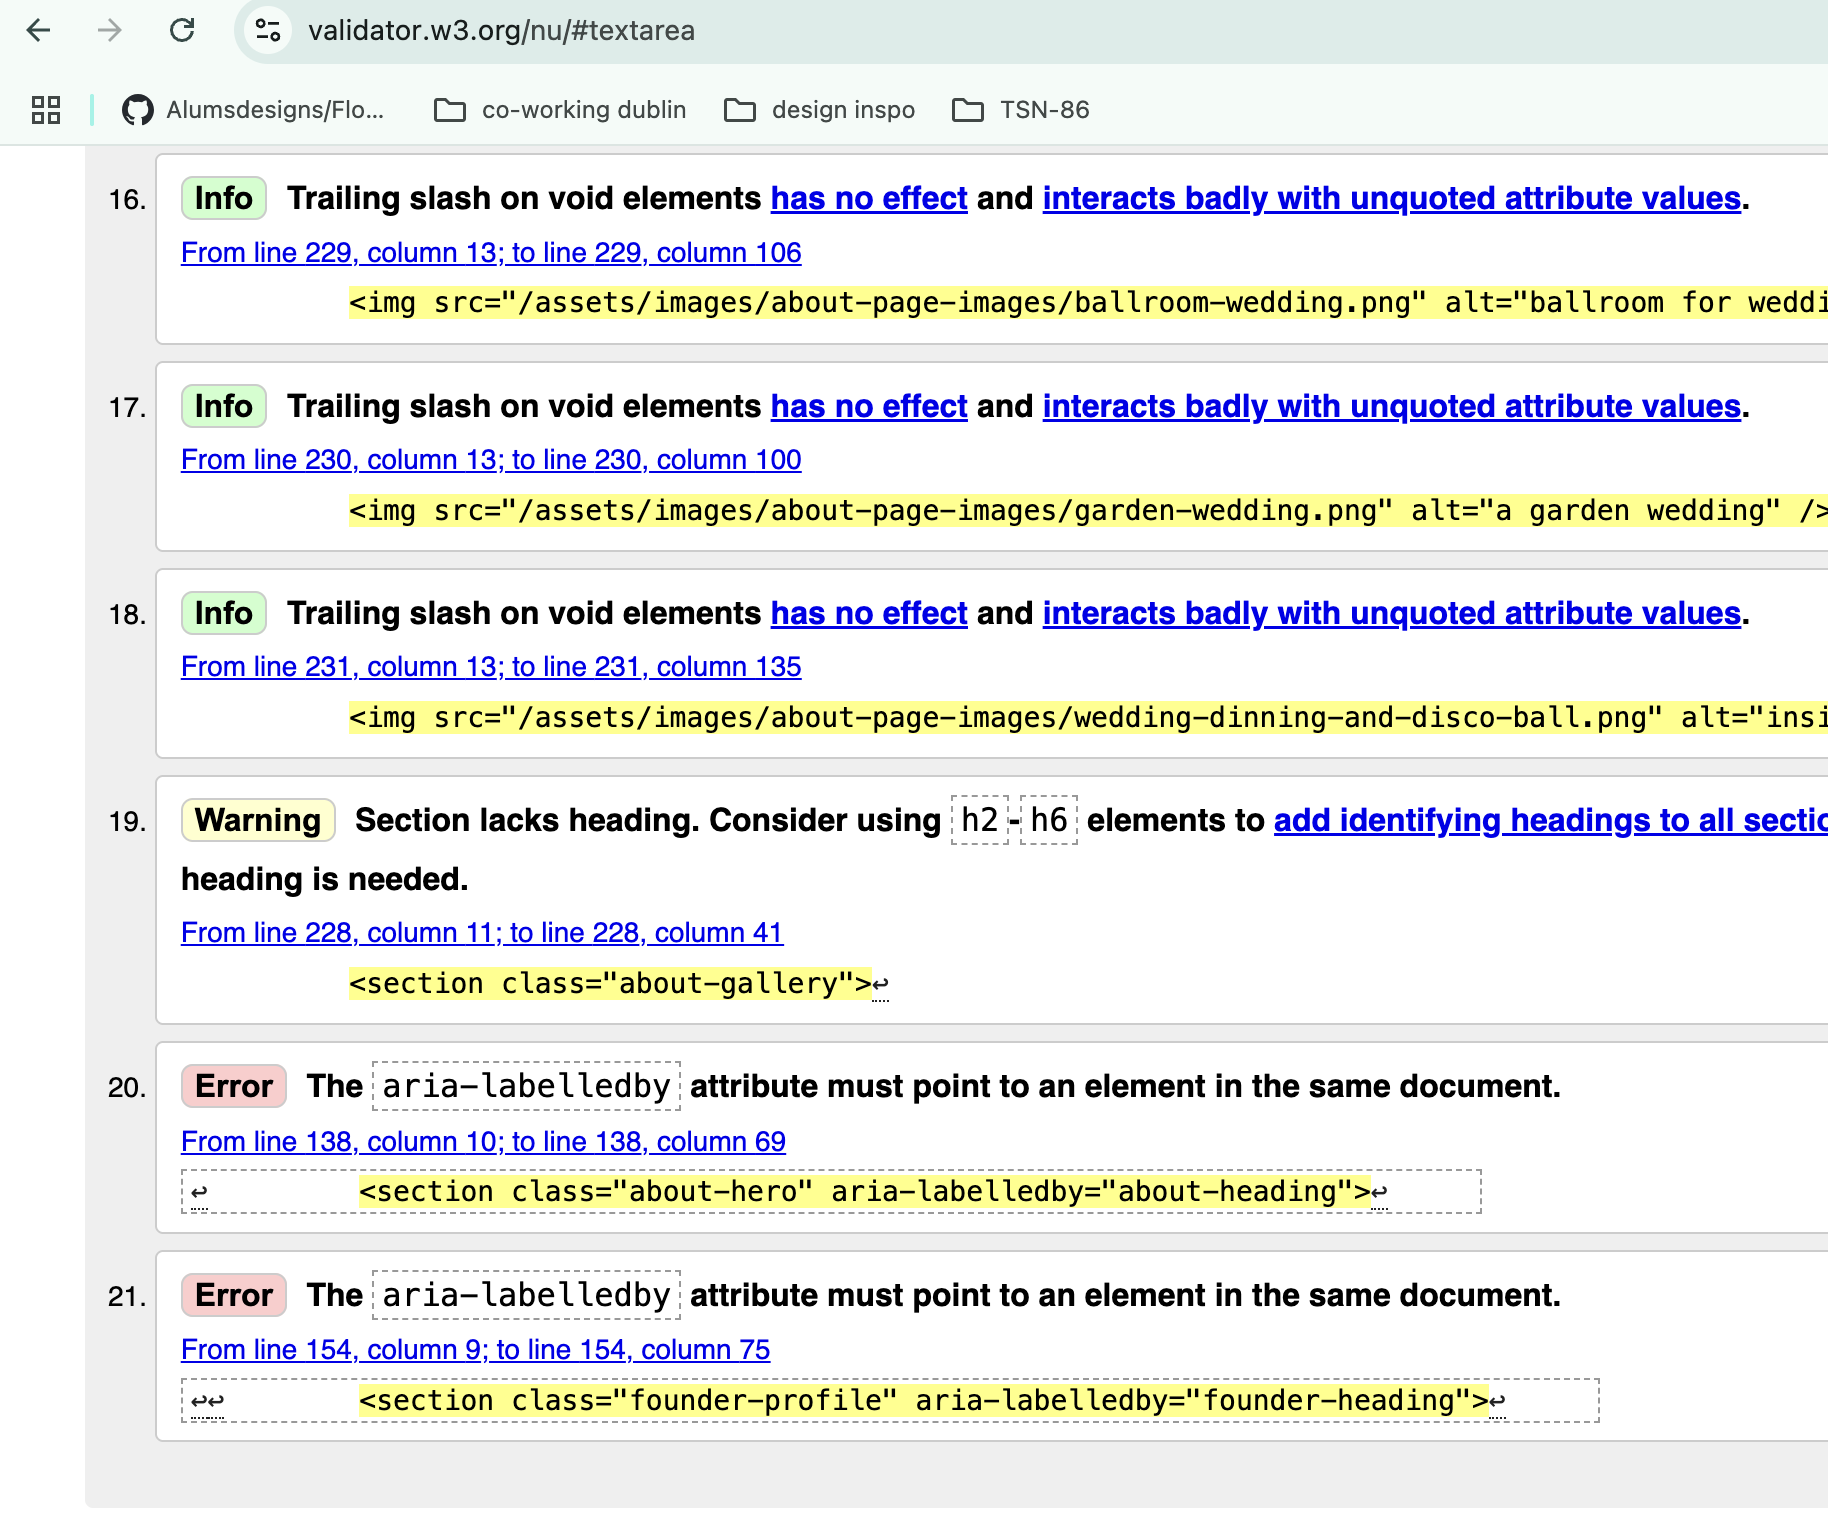 validator.w3.org/nu/#textarea
Alumsdesigns/Flo... co-working dublin design inspo TSN-86
16. Info Trailing slash on void elements has no effect and interacts badly with unquoted attribute values.
From line 229, column 13; to line 229, column 106
<img src="/assets/images/about-page-images/ballroom-wedding.png" alt="ballroom for weddi
17. Info Trailing slash on void elements has no effect and interacts badly with unquoted attribute values.
From line 230, column 13; to line 230, column 100
<img src="/assets/images/about-page-images/garden-wedding.png" alt="a garden wedding" />
18. Info Trailing slash on void elements has no effect and interacts badly with unquoted attribute values.
From line 231, column 13; to line 231, column 135
<img src="/assets/images/about-page-images/wedding-dinning-and-disco-ball.png" alt="insi
19. Warning Section lacks heading. Consider using h2-h6 elements to add identifying headings to all sectio
heading is needed.
From line 228, column 11; to line 228, column 41
<section class="about-gallery">↩
20. Error The aria-labelledby attribute must point to an element in the same document.
From line 138, column 10; to line 138, column 69
↩ <section class="about-hero" aria-labelledby="about-heading">↩
21. Error The aria-labelledby attribute must point to an element in the same document.
From line 154, column 9; to line 154, column 75
↩↩ <section class="founder-profile" aria-labelledby="founder-heading">↩